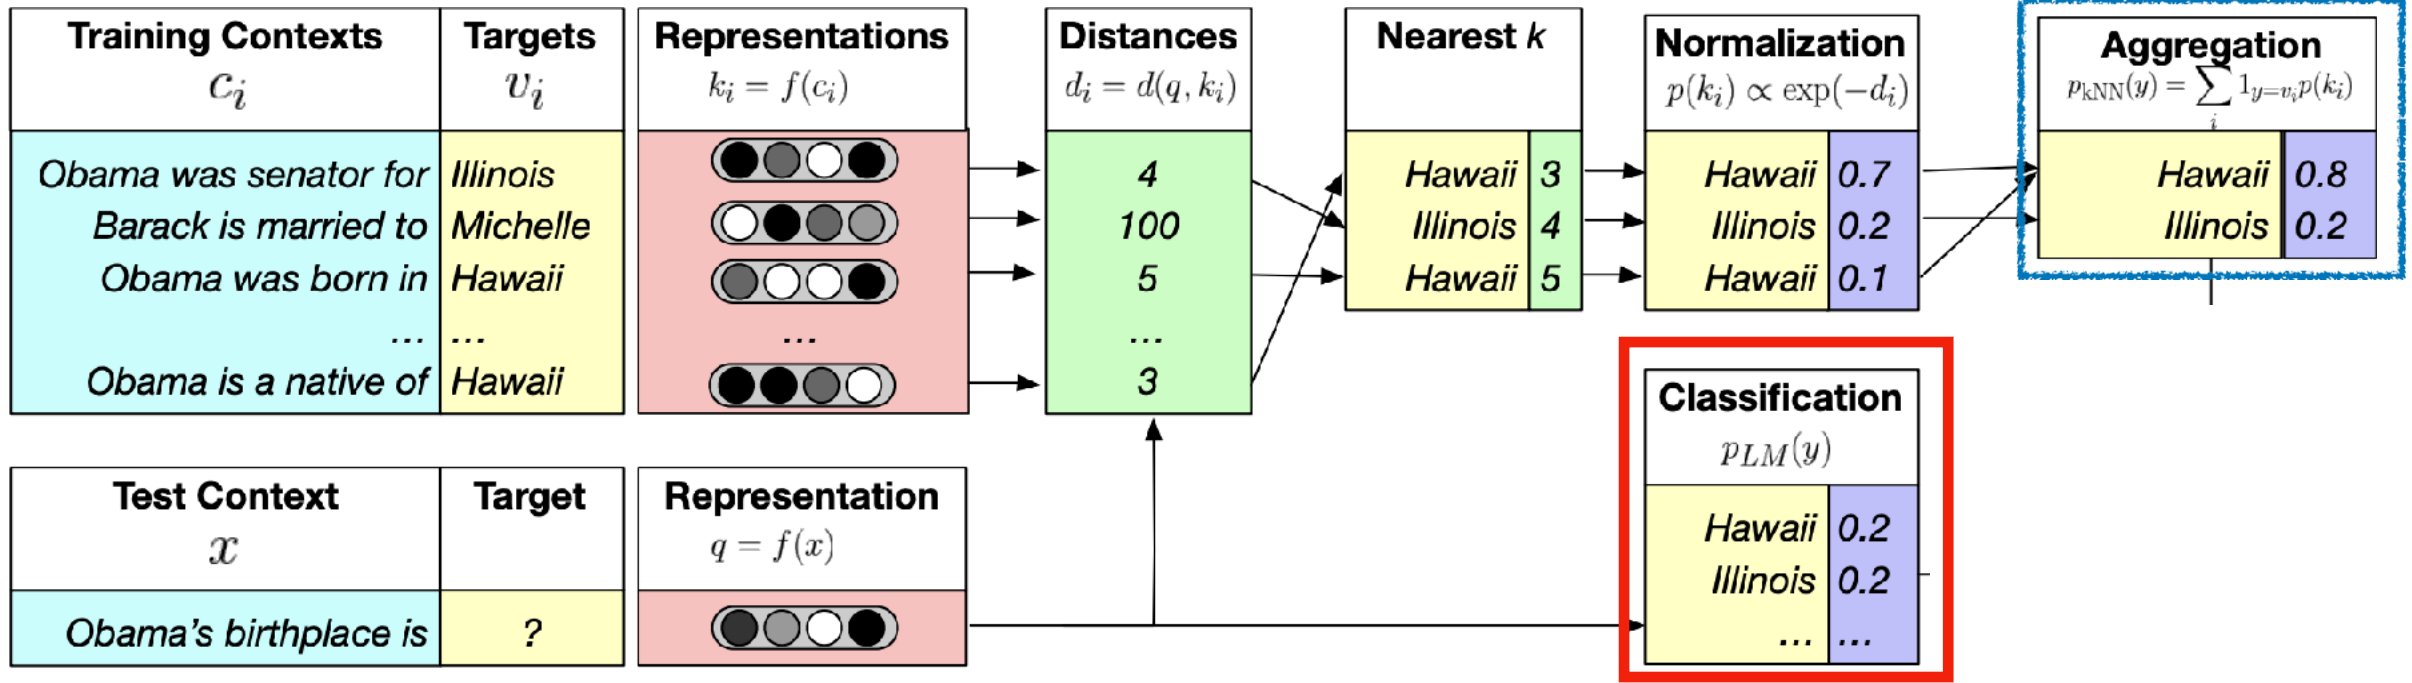 Training Contexts
c_i
Targets
v_i
Obama was senator for Illinois
Barack is married to Michelle
Obama was born in Hawaii
... ...
Obama is a native of Hawaii
Representations
k_i = f(c_i)
...
Distances
d_i = d(q, k_i)
4
100
5
...
3
Nearest k
Hawaii 3
Illinois 4
Hawaii 5
Normalization
p(k_i) ∝ exp(−d_i)
Hawaii 0.7
Illinois 0.2
Hawaii 0.1
Aggregation
p_kNN(y) = ∑_i 1_{y=v_i} p(k_i)
Hawaii 0.8
Illinois 0.2
Test Context
x
Target
Obama's birthplace is ?
Representation
q = f(x)
Classification
p_LM(y)
Hawaii 0.2
Illinois 0.2
... ...